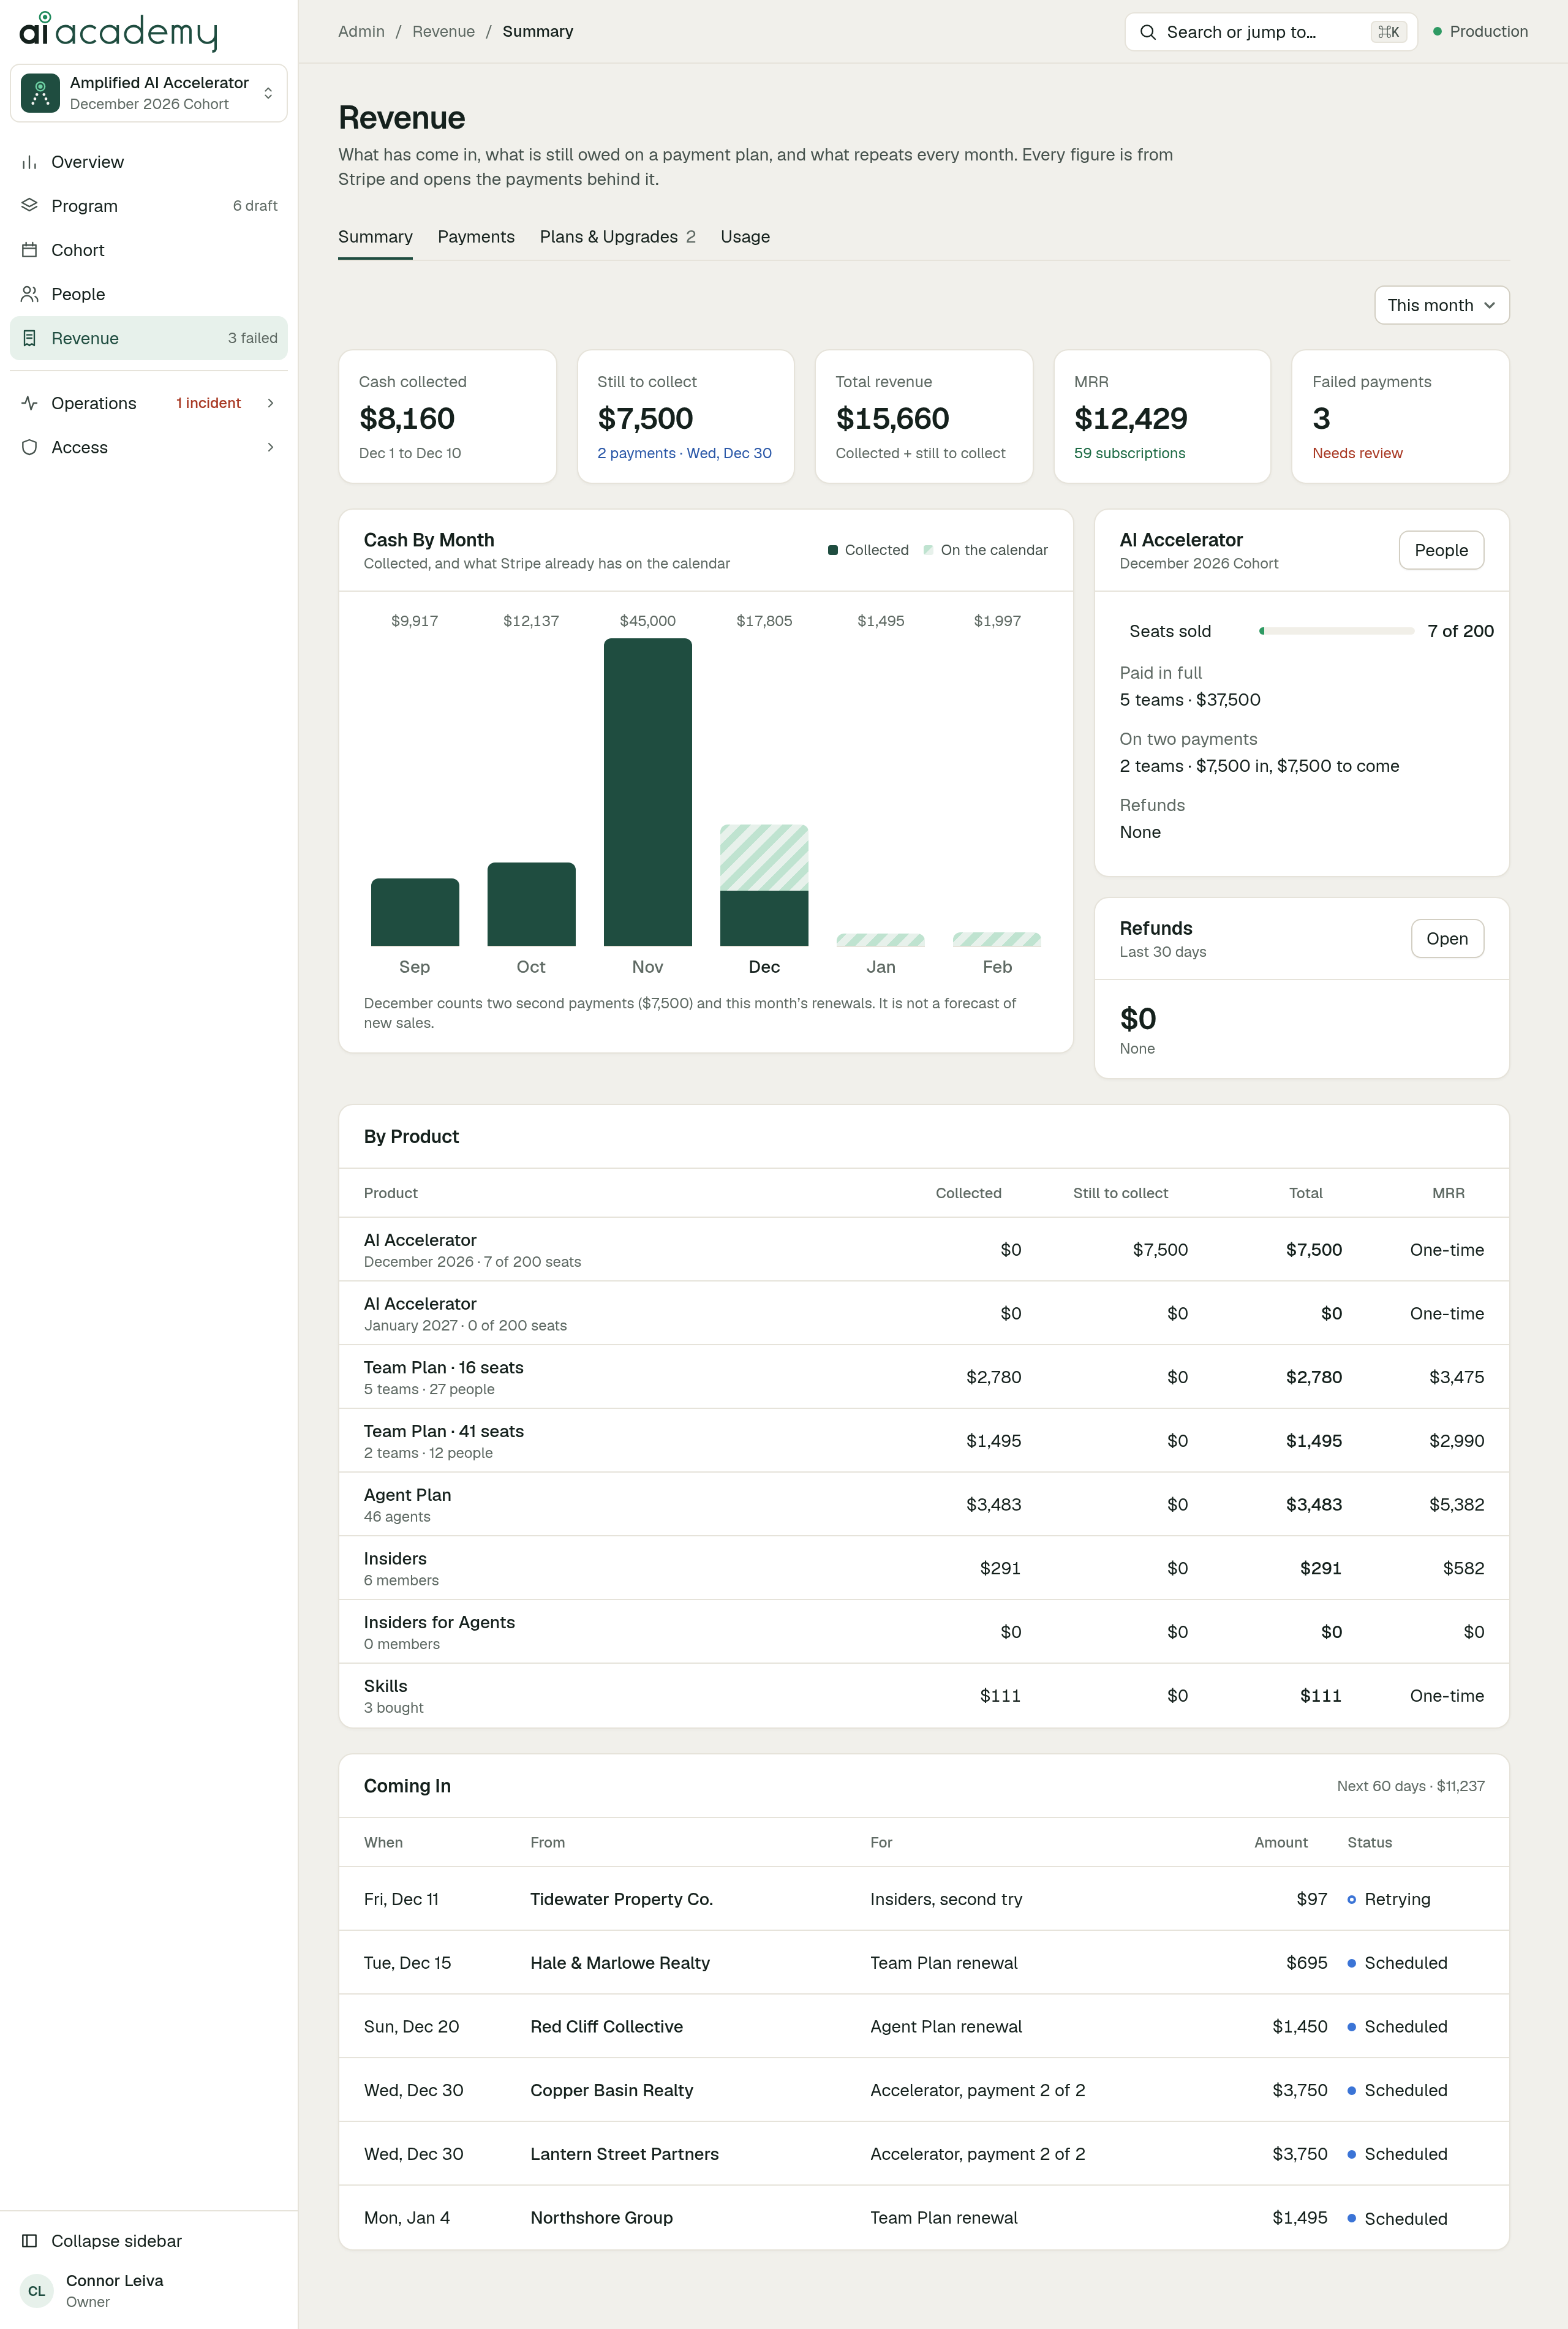 ai academy
Amplified AI Accelerator
December 2026 Cohort
Overview
Program 6 draft
Cohort
People
Revenue 3 failed
Operations 1 incident
Access
Collapse sidebar
CL
Connor Leiva
Owner
Admin / Revenue / Summary
Search or jump to… ⌘K
Production
Revenue
What has come in, what is still owed on a payment plan, and what repeats every month. Every figure is from
Stripe and opens the payments behind it.
Summary Payments Plans & Upgrades 2 Usage
This month
Cash collected
$8,160
Dec 1 to Dec 10
Still to collect
$7,500
2 payments · Wed, Dec 30
Total revenue
$15,660
Collected + still to collect
MRR
$12,429
59 subscriptions
Failed payments
3
Needs review
Cash By Month
Collected, and what Stripe already has on the calendar
Collected On the calendar
$9,917 $12,137 $45,000 $17,805 $1,495 $1,997
Sep Oct Nov Dec Jan Feb
December counts two second payments ($7,500) and this month’s renewals. It is not a forecast of
new sales.
AI Accelerator
December 2026 Cohort
People
Seats sold 7 of 200
Paid in full
5 teams · $37,500
On two payments
2 teams · $7,500 in, $7,500 to come
Refunds
None
Refunds
Last 30 days
Open
$0
None
By Product
Product Collected Still to collect Total MRR
AI Accelerator
December 2026 · 7 of 200 seats
$0 $7,500 $7,500 One-time
AI Accelerator
January 2027 · 0 of 200 seats
$0 $0 $0 One-time
Team Plan · 16 seats
5 teams · 27 people
$2,780 $0 $2,780 $3,475
Team Plan · 41 seats
2 teams · 12 people
$1,495 $0 $1,495 $2,990
Agent Plan
46 agents
$3,483 $0 $3,483 $5,382
Insiders
6 members
$291 $0 $291 $582
Insiders for Agents
0 members
$0 $0 $0 $0
Skills
3 bought
$111 $0 $111 One-time
Coming In
Next 60 days · $11,237
When From For Amount Status
Fri, Dec 11 Tidewater Property Co. Insiders, second try $97 Retrying
Tue, Dec 15 Hale & Marlowe Realty Team Plan renewal $695 Scheduled
Sun, Dec 20 Red Cliff Collective Agent Plan renewal $1,450 Scheduled
Wed, Dec 30 Copper Basin Realty Accelerator, payment 2 of 2 $3,750 Scheduled
Wed, Dec 30 Lantern Street Partners Accelerator, payment 2 of 2 $3,750 Scheduled
Mon, Jan 4 Northshore Group Team Plan renewal $1,495 Scheduled